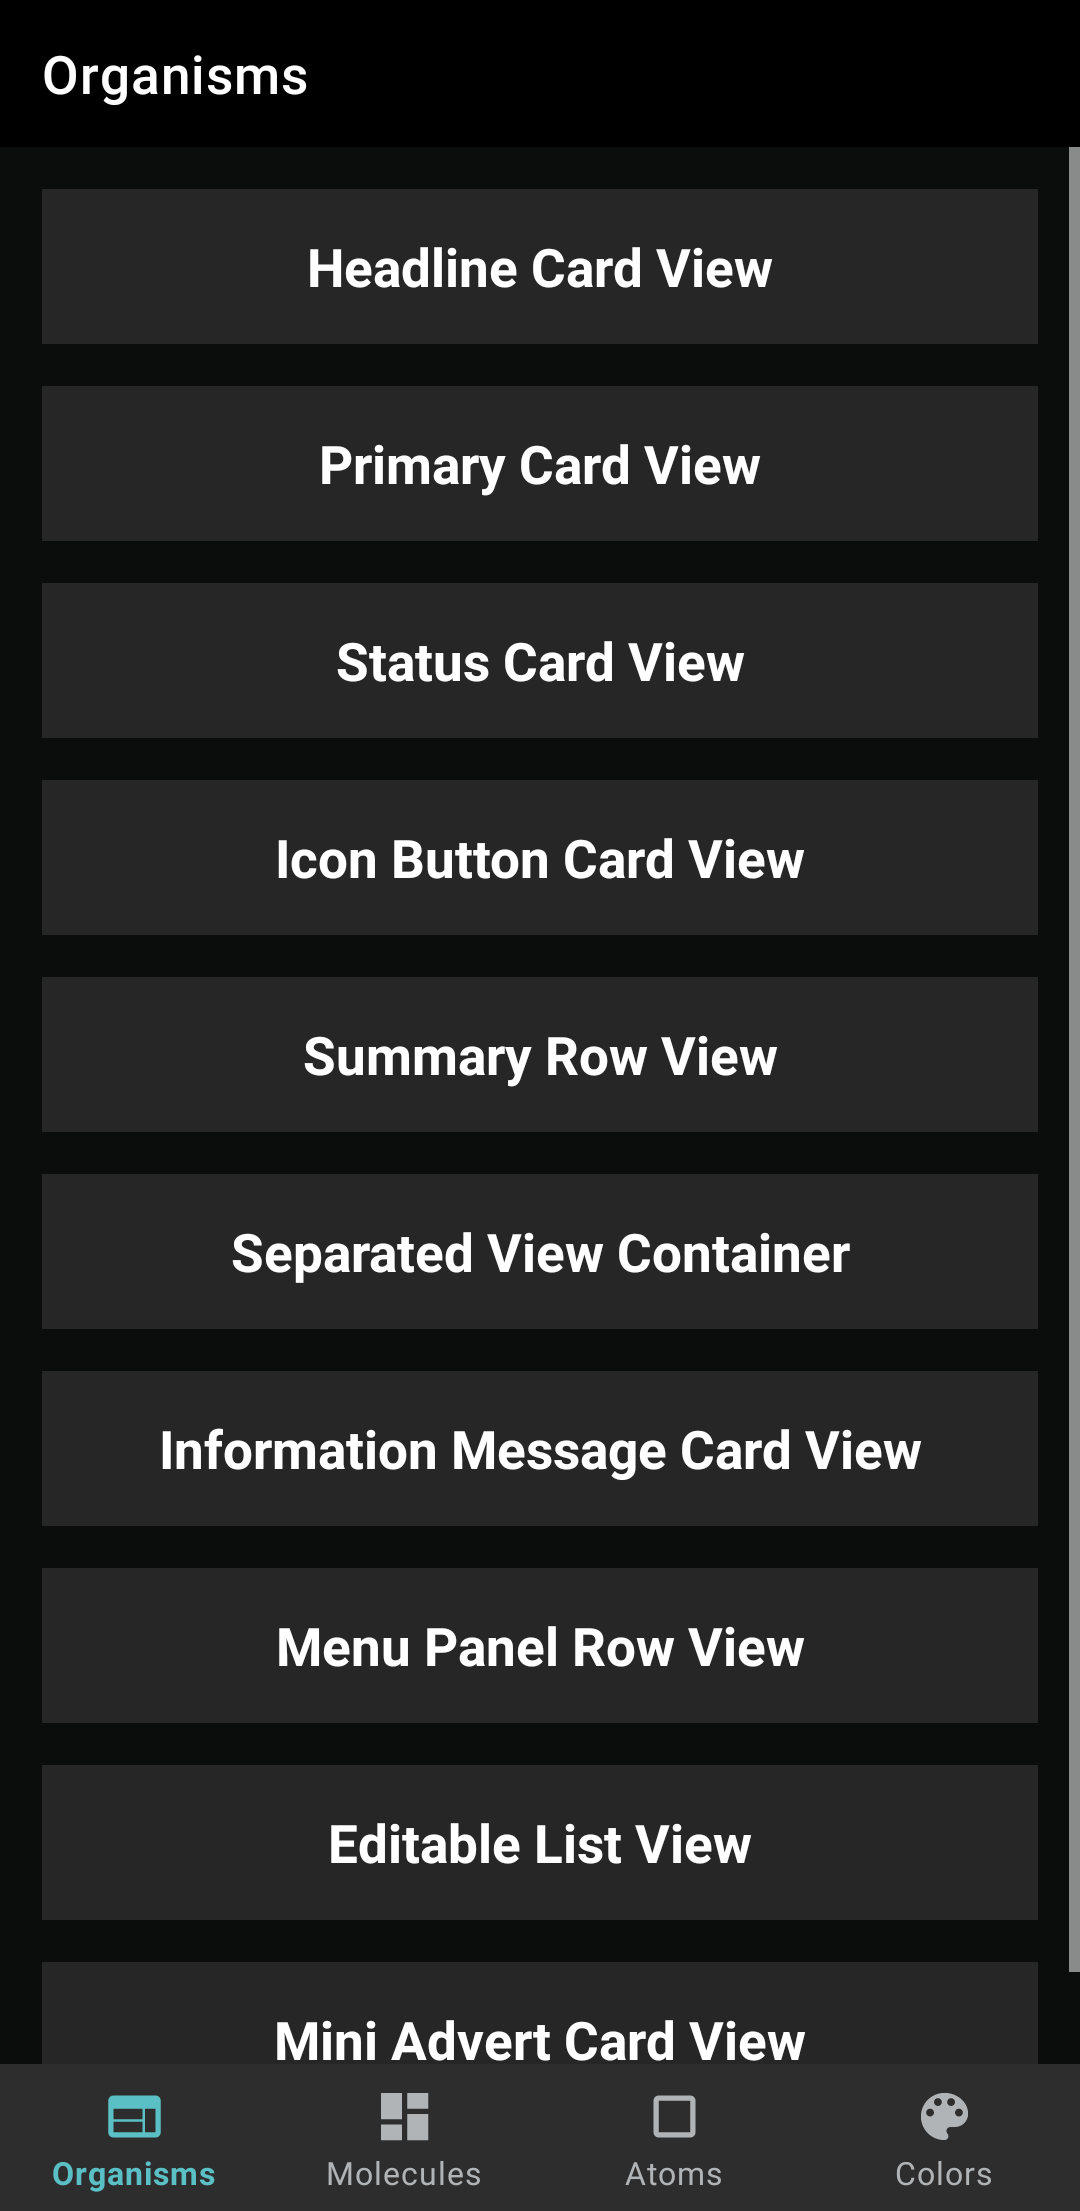 Organisms
Headline Card View
Primary Card View
Status Card View
Icon Button Card View
Summary Row View
Separated View Container
Information Message Card View
Menu Panel Row View
Editable List View
Mini Advert Card View
Organisms
Molecules
Atoms
Colors